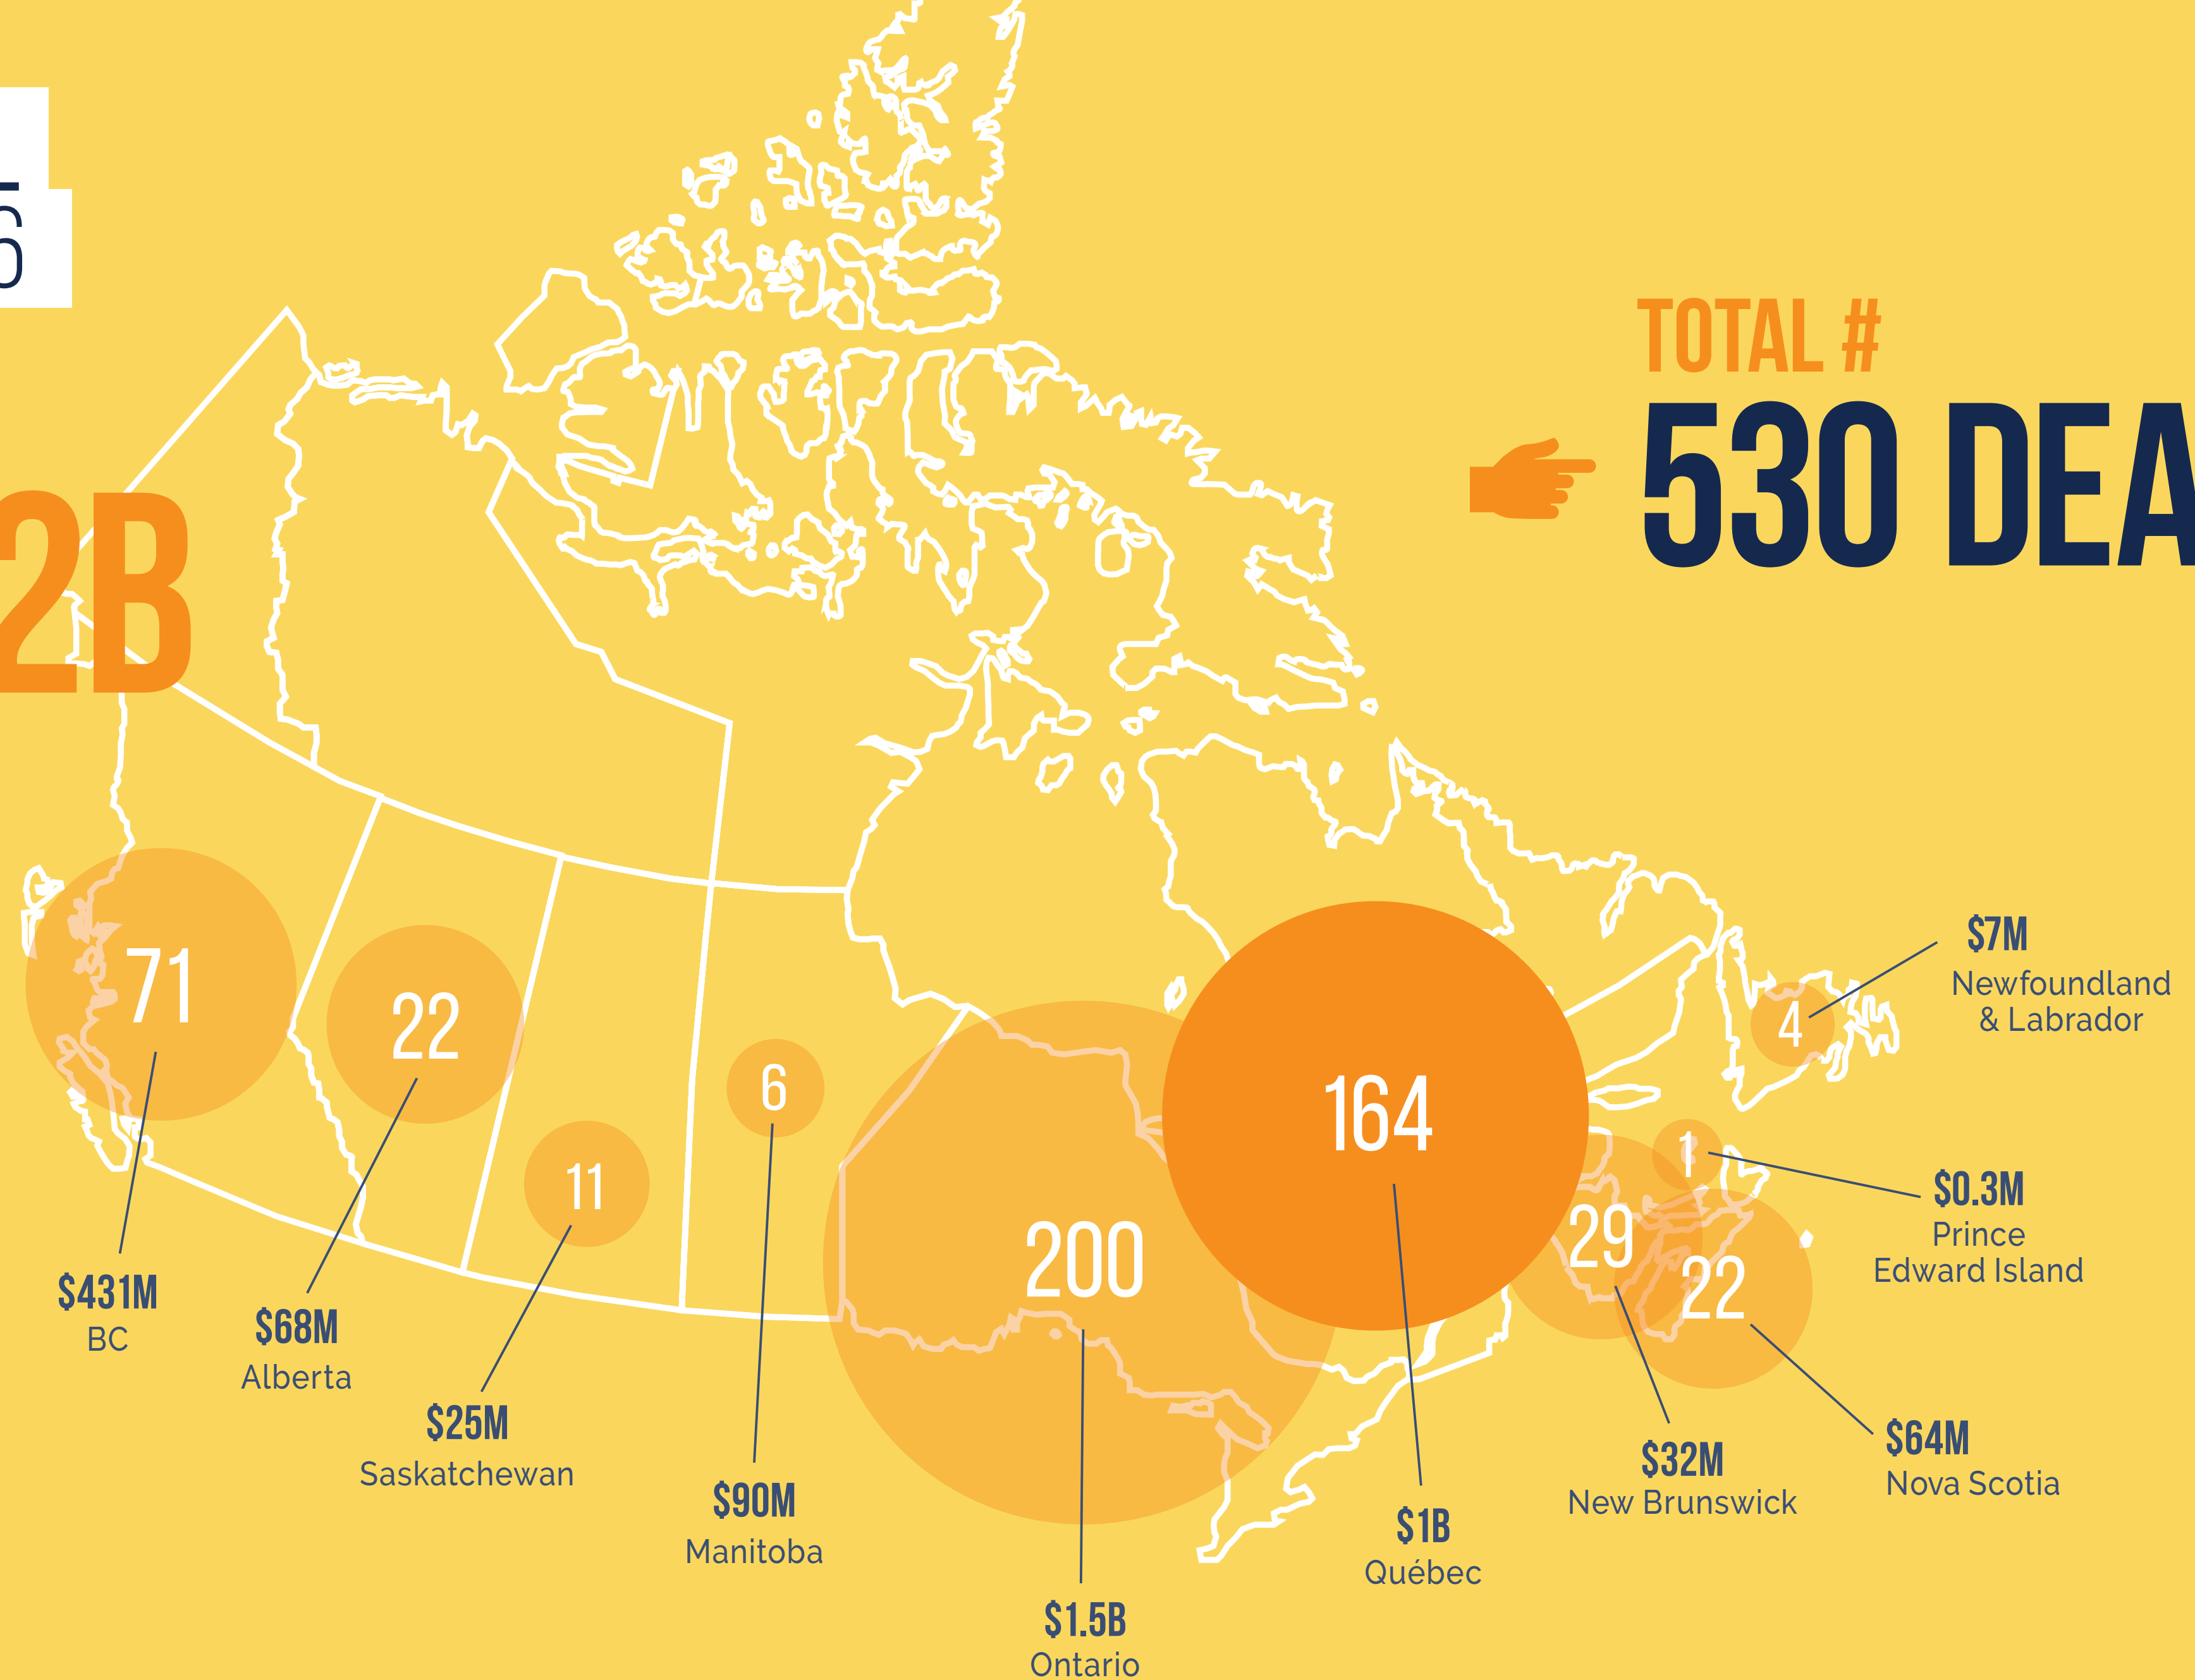 6
TOTAL #
530 DEA
2B
71
22
11
6
200
164
4
1
29
22
$7M
Newfoundland
& Labrador
$0.3M
Prince
Edward Island
$431M
BC
$68M
Alberta
$25M
Saskatchewan
$90M
Manitoba
$1.5B
Ontario
$1B
Québec
$32M
New Brunswick
$64M
Nova Scotia